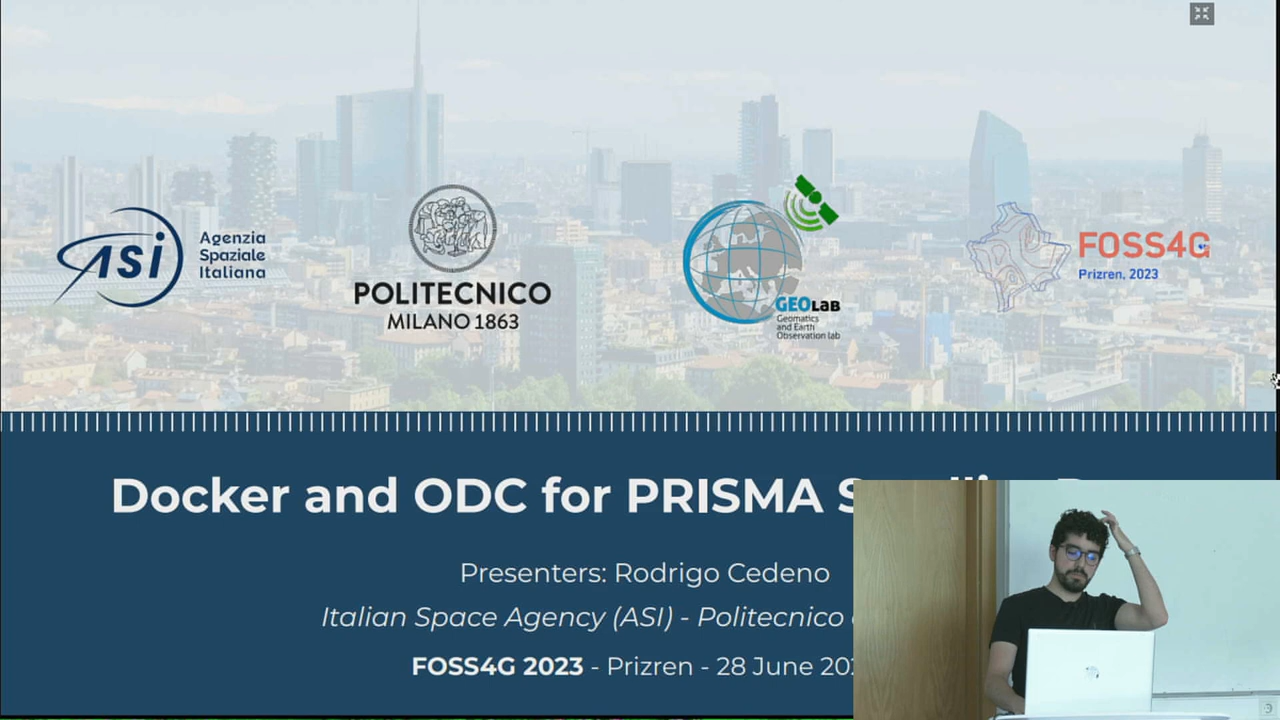 ASI
Agenzia
Spaziale
Italiana
POLITECNICO
MILANO 1863
GEOLAB
Geomatics
and Earth
Observation lab
FOSS4G
Prizren, 2023
Docker and ODC for PRISMA
Presenters: Rodrigo Cedeno
Italian Space Agency (ASI) - Politecnico
FOSS4G 2023 - Prizren - 28 June